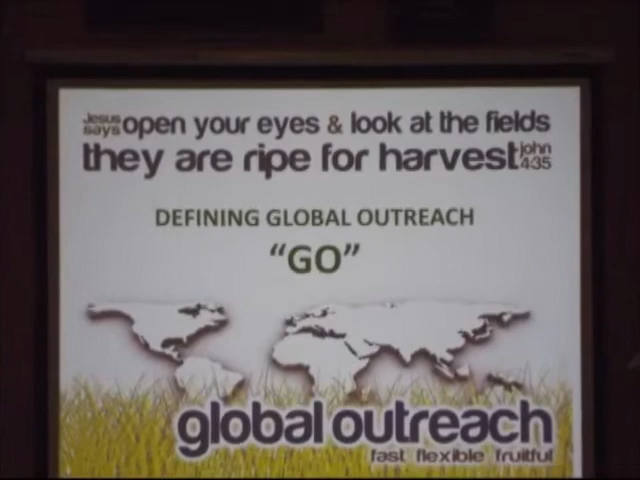 Jesus says open your eyes & look at the fields
they are ripe for harvest john 4:35
DEFINING GLOBAL OUTREACH
“GO”
global outreach
fast flexible fruitful